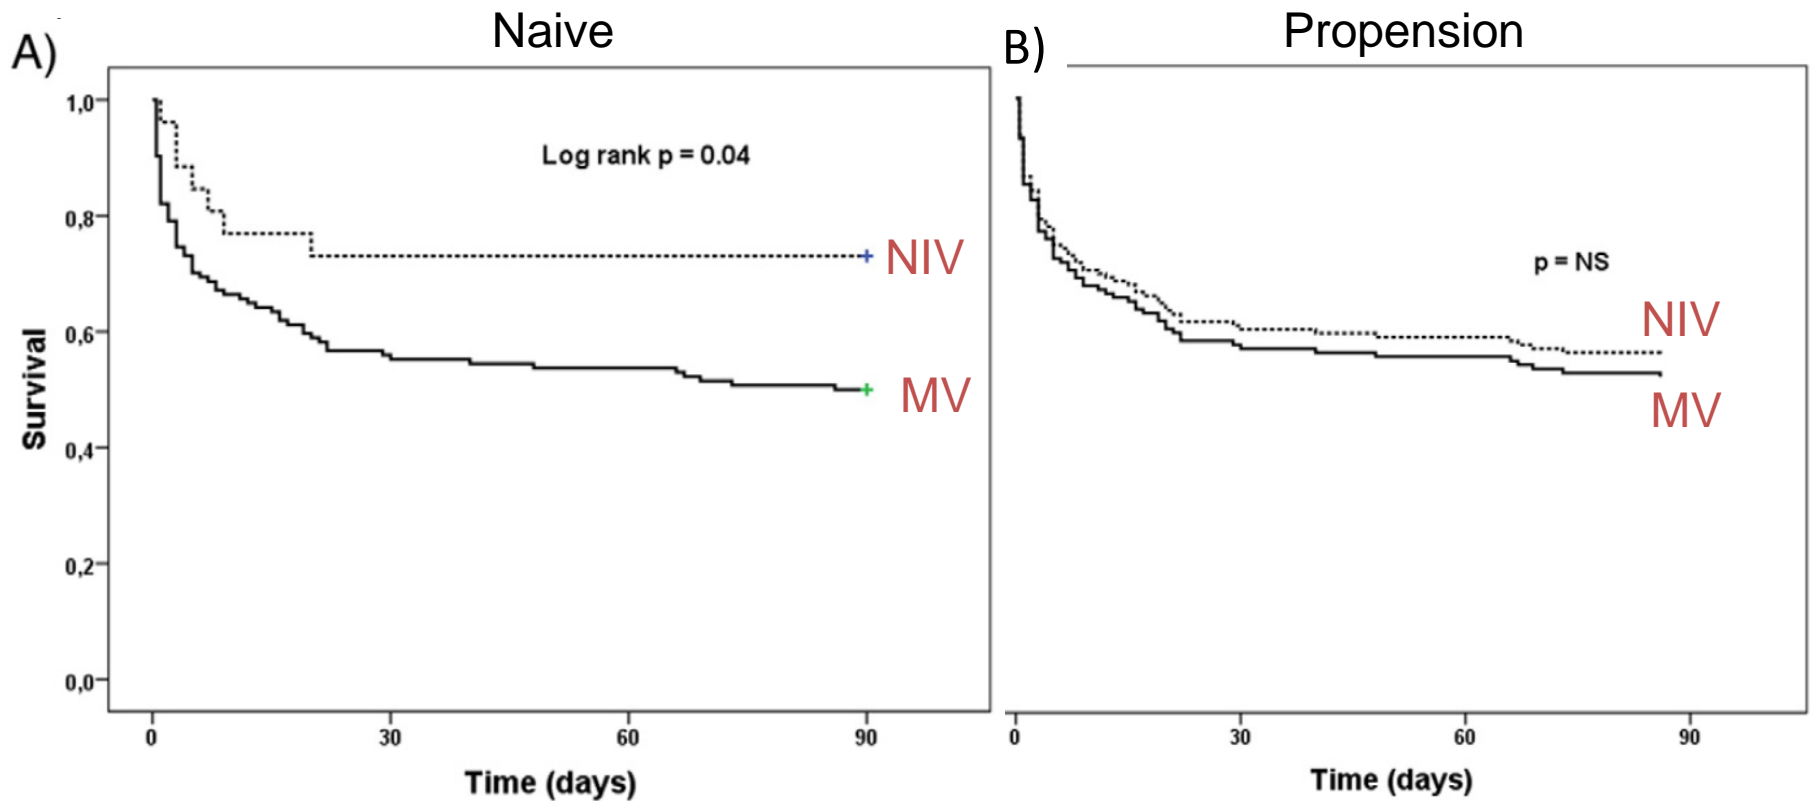 Naive
Propension
A)
B)
1,0
0,8
0,6
0,4
0,2
0,0
Survival
Log rank p = 0.04
NIV
MV
0 30 60 90
Time (days)
p = NS
NIV
MV
0 30 60 90
Time (days)